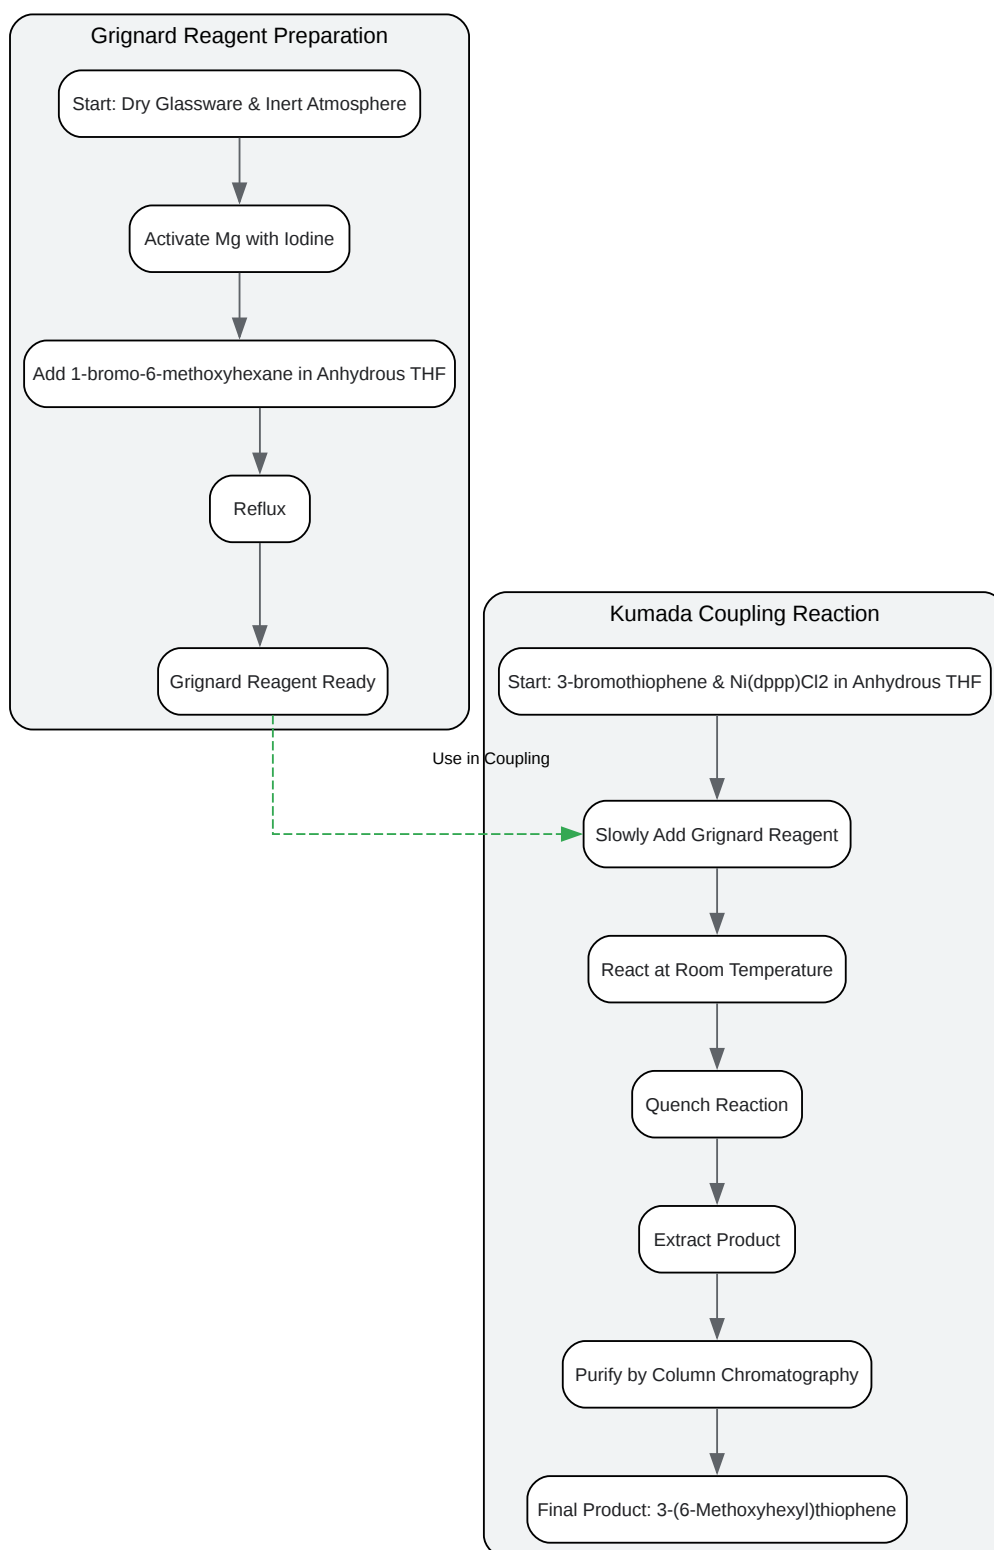 Grignard Reagent Preparation
Start: Dry Glassware & Inert Atmosphere
Activate Mg with Iodine
Add 1-bromo-6-methoxyhexane in Anhydrous THF
Reflux
Grignard Reagent Ready
Use in Coupling
Kumada Coupling Reaction
Start: 3-bromothiophene & Ni(dppp)Cl2 in Anhydrous THF
Slowly Add Grignard Reagent
React at Room Temperature
Quench Reaction
Extract Product
Purify by Column Chromatography
Final Product: 3-(6-Methoxyhexyl)thiophene